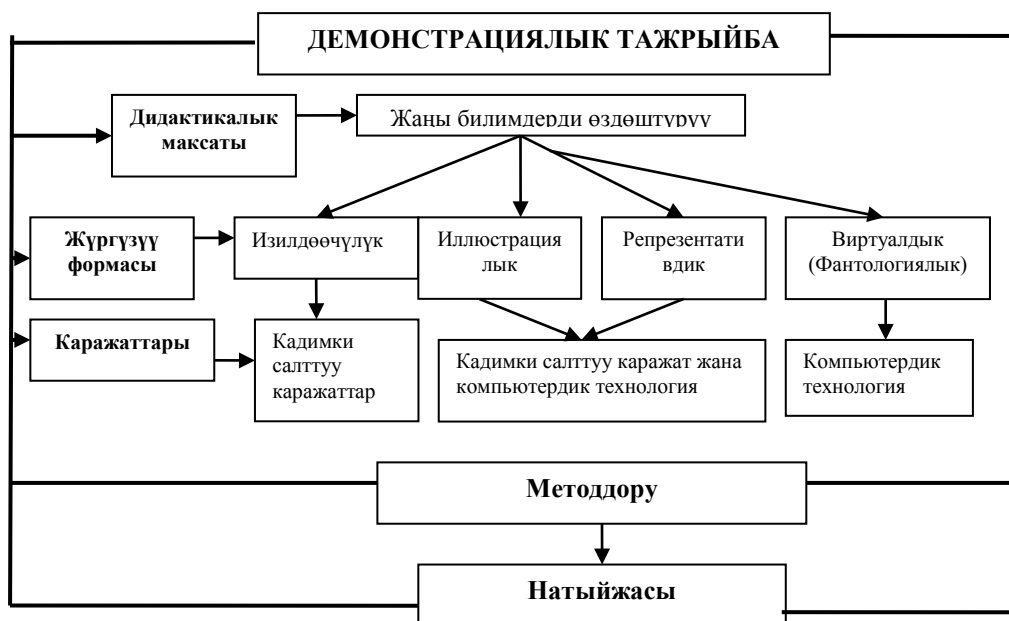 ДЕМОНСТРАЦИЯЛЫК ТАЖРЫЙБА
Дидактикалык
максаты
Жаңы билимдерди өздөштүрүү
Жүргүзүү
формасы
Изилдөөчүлүк
Иллюстрация
лык
Репрезентати
вдик
Виртуалдык
(Фантологиялык)
Каражаттары
Кадимки
салттуу
каражаттар
Кадимки салттуу каражат жана
компьютердик технология
Компьютердик
технология
Методдору
Натыйжасы